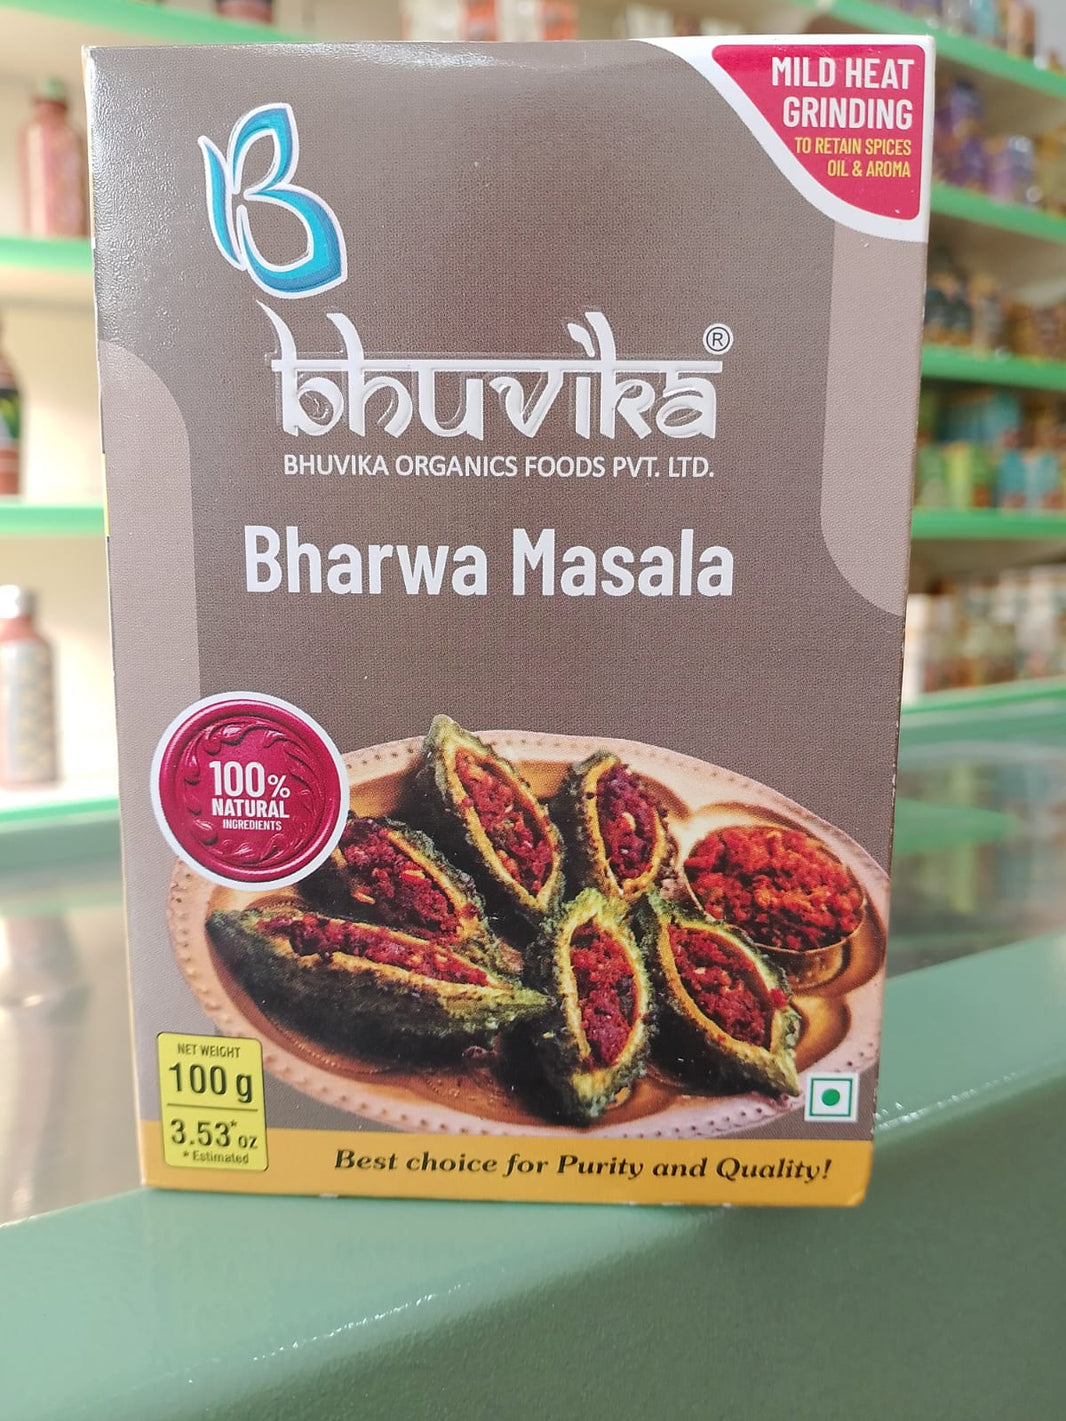 MILD HEAT
GRINDING
TO RETAIN SPICES
OIL & AROMA
bhuvika®
BHUVIKA ORGANICS FOODS PVT. LTD.
Bharwa Masala
100%
NATURAL
INGREDIENTS
NET WEIGHT
100 g
3.53* oz
* Estimated
Best choice for Purity and Quality!